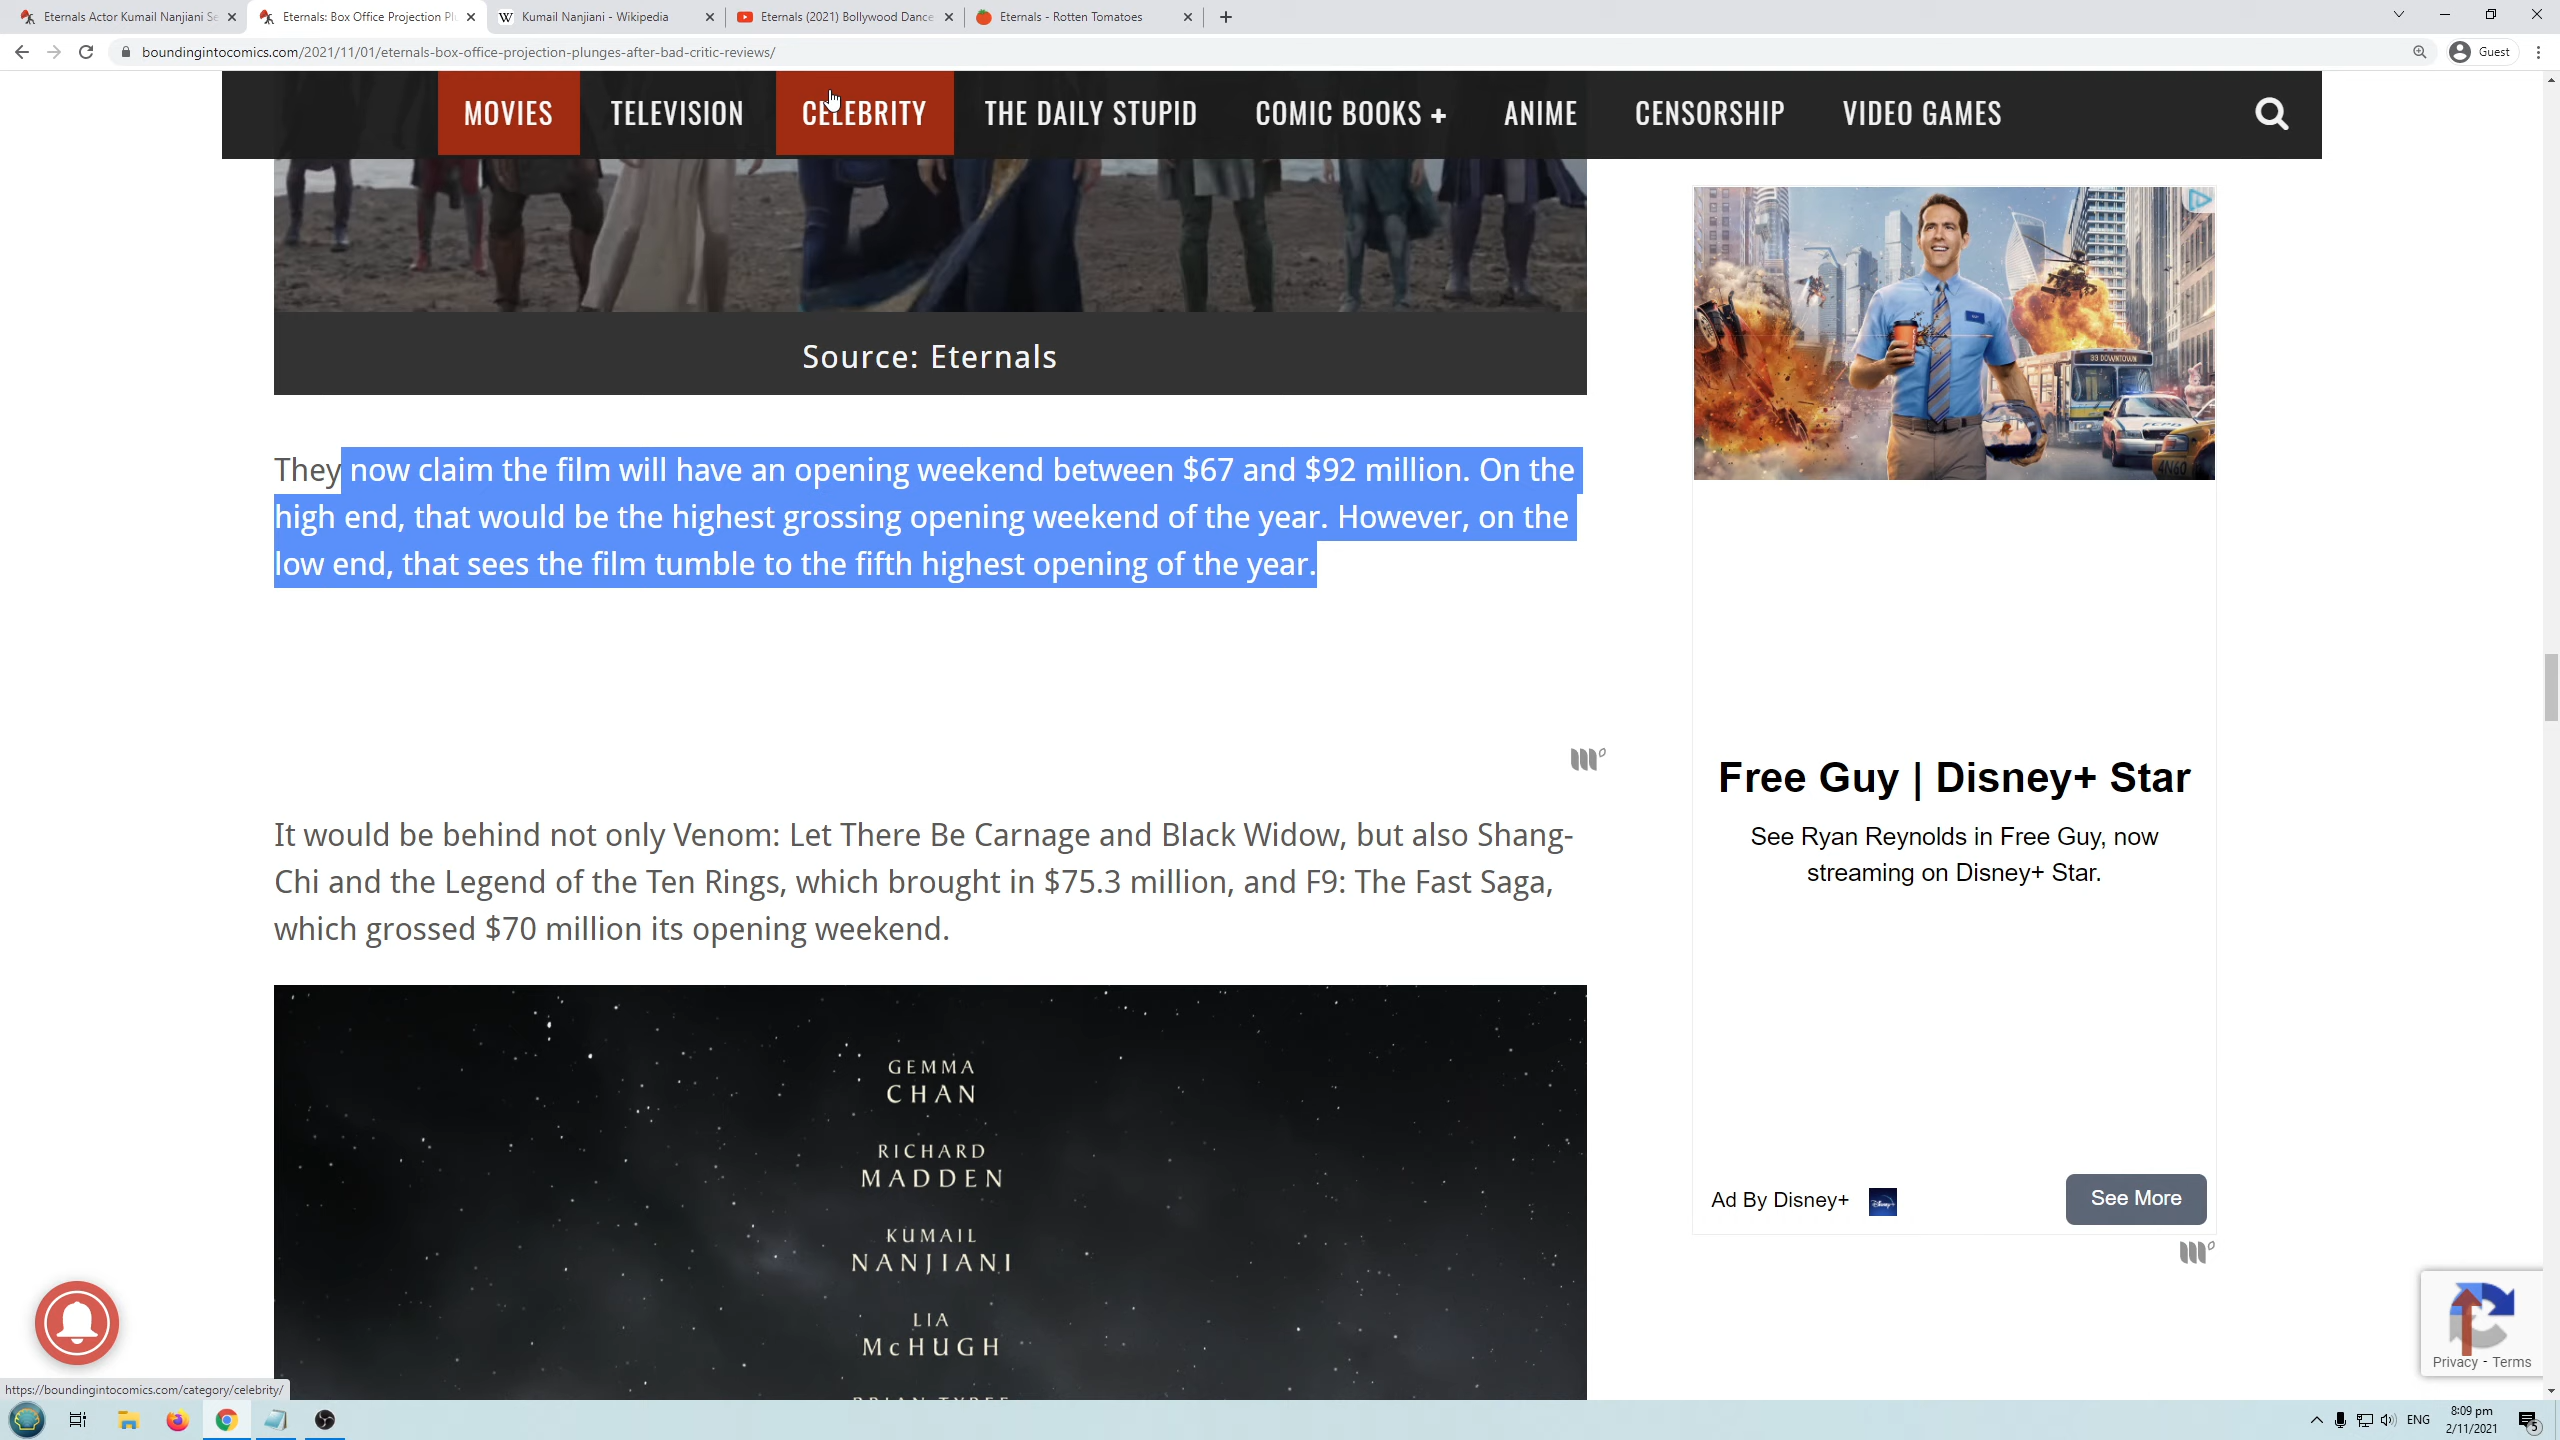 Eternals Actor Kumail Nanjiani Se
Eternals: Box Office Projection Pl
Kumail Nanjiani - Wikipedia
Eternals (2021) Bollywood Dance
Eternals - Rotten Tomatoes
boundingintocomics.com/2021/11/01/eternals-box-office-projection-plunges-after-bad-critic-reviews/
Guest
MOVIES
TELEVISION
CELEBRITY
THE DAILY STUPID
COMIC BOOKS +
ANIME
CENSORSHIP
VIDEO GAMES
Source: Eternals
They now claim the film will have an opening weekend between $67 and $92 million. On the
high end, that would be the highest grossing opening weekend of the year. However, on the
low end, that sees the film tumble to the fifth highest opening of the year.
It would be behind not only Venom: Let There Be Carnage and Black Widow, but also Shang-
Chi and the Legend of the Ten Rings, which brought in $75.3 million, and F9: The Fast Saga,
which grossed $70 million its opening weekend.
GEMMA
CHAN
RICHARD
MADDEN
KUMAIL
NANJIANI
LIA
McHUGH
33 DOWNTOWN
4N60
Free Guy | Disney+ Star
See Ryan Reynolds in Free Guy, now
streaming on Disney+ Star.
Ad By Disney+
See More
Privacy - Terms
https://boundingintocomics.com/category/celebrity/
ENG
8:09 pm
2/11/2021
5